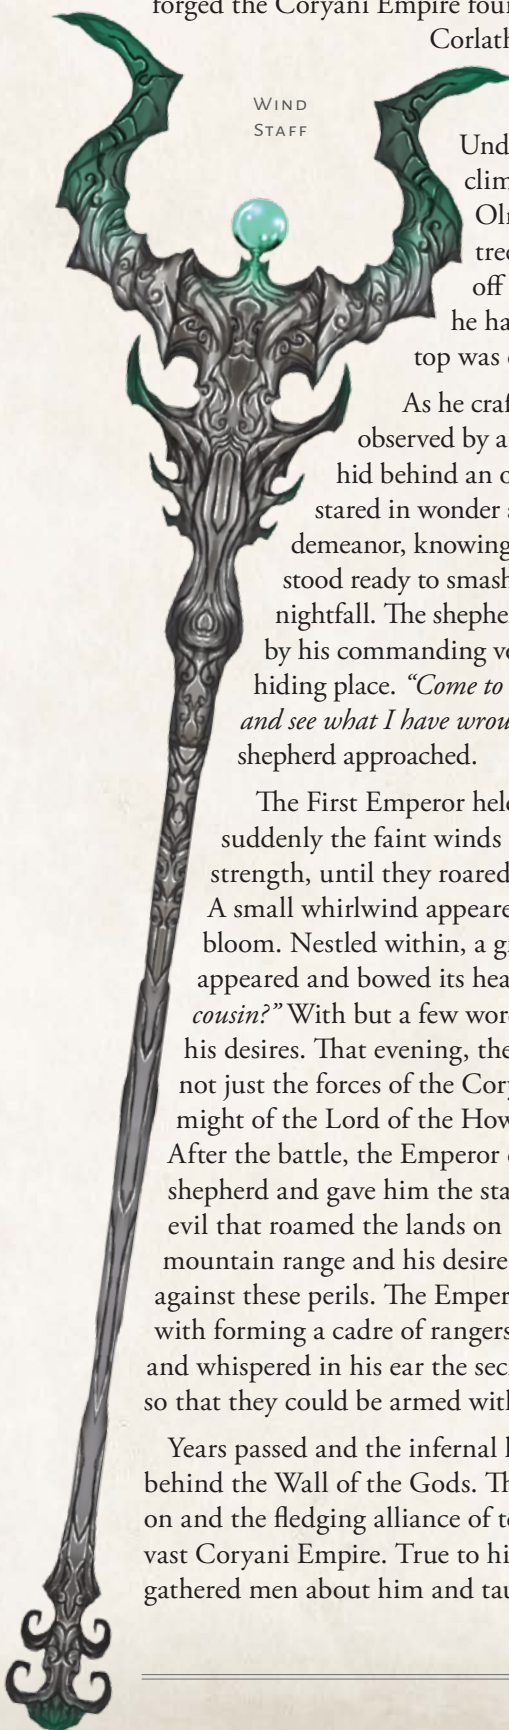 forged the Coryani Empire foun
Corlath
WIND
STAFF
Und
clim
tree
off
he ha
top was
As he craf
observed by a
hid behind an o
stared in wonder
demeanor, knowing
stood ready to smash
nightfall. The shephe
by his commanding vo
hiding place. “Come to
and see what I have wrou
shepherd approached.
The First Emperor held
suddenly the faint winds
strength, until they roared
A small whirlwind appeare
bloom. Nestled within, a g
appeared and bowed its hea
cousin?” With but a few word
his desires. That evening, the
not just the forces of the Cory
might of the Lord of the How
After the battle, the Emperor
shepherd and gave him the sta
evil that roamed the lands on
mountain range and his desire
against these perils. The Emper
with forming a cadre of rangers
and whispered in his ear the sec
so that they could be armed with
Years passed and the infernal
behind the Wall of the Gods. Th
on and the fledging alliance of t
vast Coryani Empire. True to hi
gathered men about him and tau